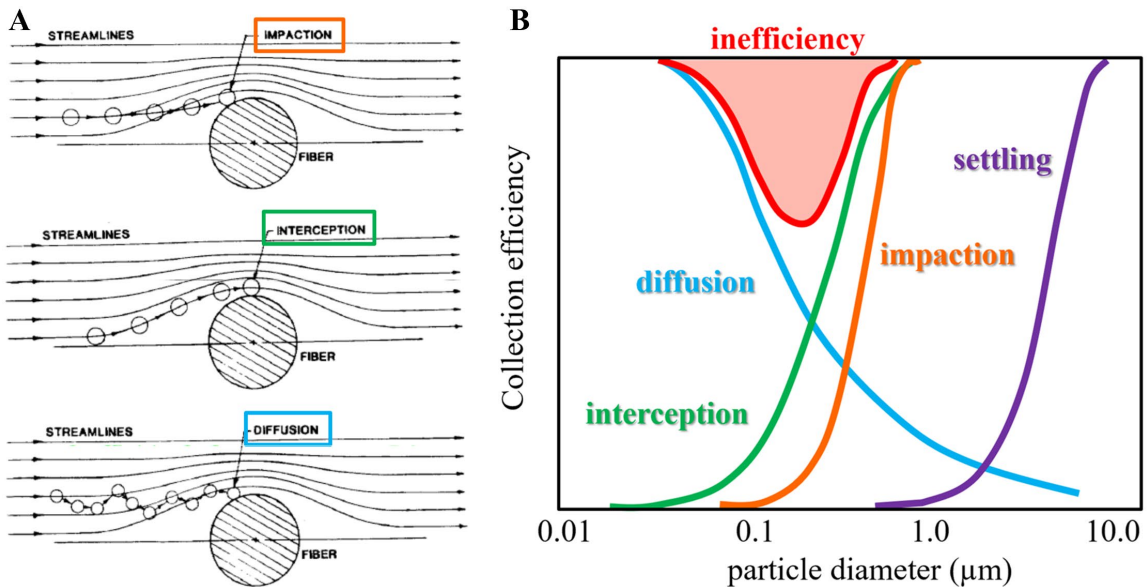 A
STREAMLINES
IMPACTION
FIBER
STREAMLINES
INTERCEPTION
FIBER
STREAMLINES
DIFFUSION
FIBER
B
inefficiency
settling
diffusion
impaction
interception
Collection efficiency
0.01 0.1 1.0 10.0
particle diameter (µm)